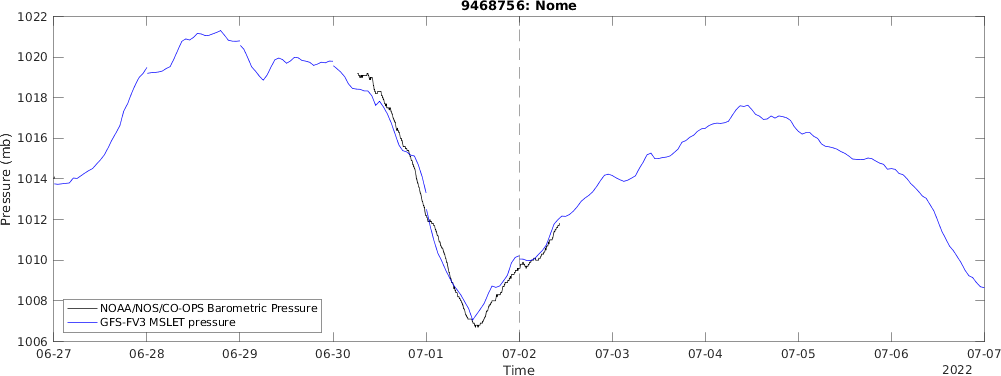 9468756: Nome
1022
1020
1018
1016
1014
1012
1010
1008
1006
Pressure (mb)
NOAA/NOS/CO-OPS Barometric Pressure
GFS-FV3 MSLET pressure
06-27 06-28 06-29 06-30 07-01 07-02 07-03 07-04 07-05 07-06 07-07
Time
2022